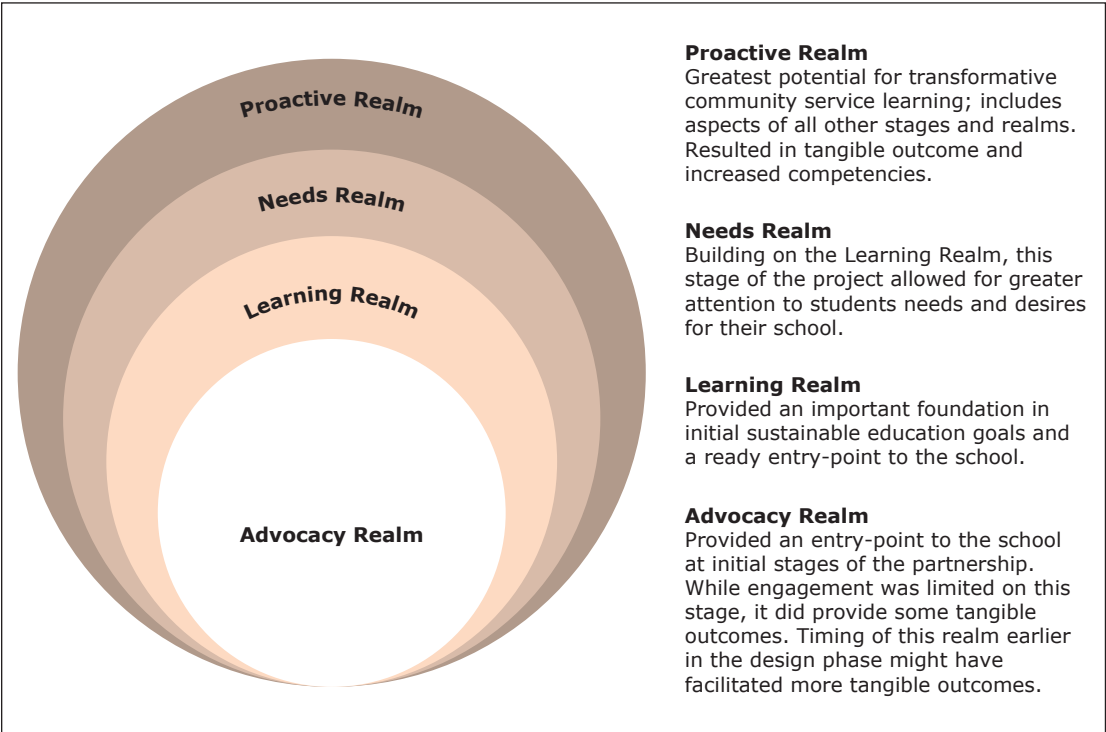 Proactive Realm
Needs Realm
Learning Realm
Advocacy Realm
Proactive Realm
Greatest potential for transformative
community service learning; includes
aspects of all other stages and realms.
Resulted in tangible outcome and
increased competencies.
Needs Realm
Building on the Learning Realm, this
stage of the project allowed for greater
attention to students needs and desires
for their school.
Learning Realm
Provided an important foundation in
initial sustainable education goals and
a ready entry-point to the school.
Advocacy Realm
Provided an entry-point to the school
at initial stages of the partnership.
While engagement was limited on this
stage, it did provide some tangible
outcomes. Timing of this realm earlier
in the design phase might have
facilitated more tangible outcomes.